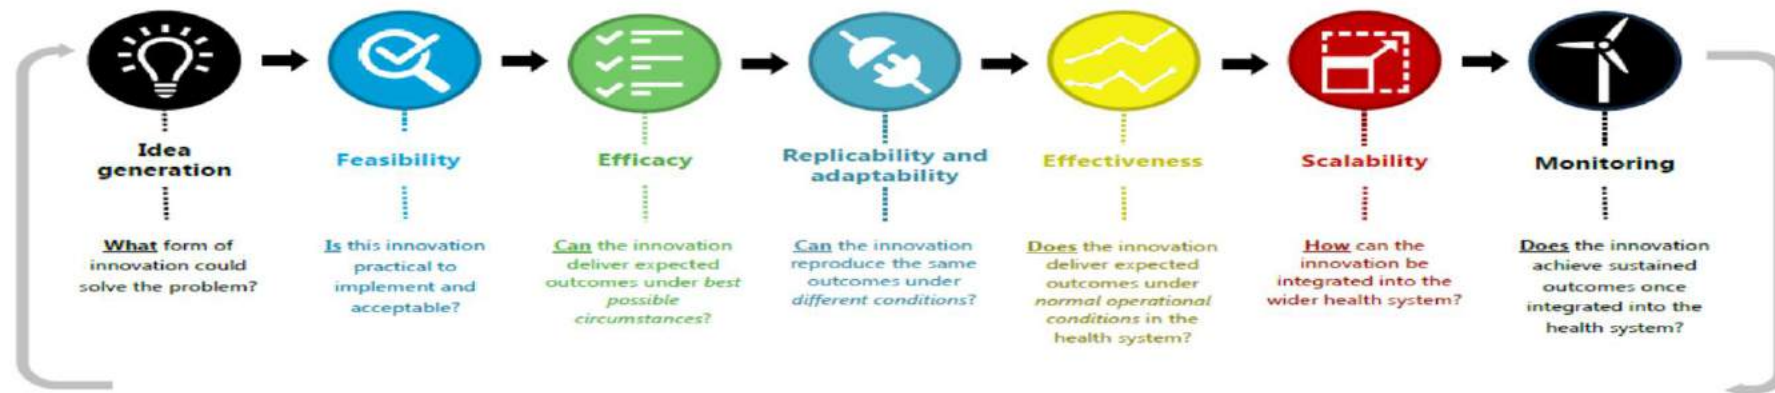 Idea
generation
What form of
innovation could
solve the problem?
Feasibility
Is this innovation
practical to
implement and
acceptable?
Efficacy
Can the innovation
deliver expected
outcomes under best
possible
circumstances?
Replicability and
adaptability
Can the innovation
reproduce the same
outcomes under
different conditions?
Effectiveness
Does the innovation
deliver expected
outcomes under
normal operational
conditions in the
health system?
Scalability
How can the
innovation be
integrated into the
wider health system?
Monitoring
Does the innovation
achieve sustained
outcomes once
integrated into the
health system?